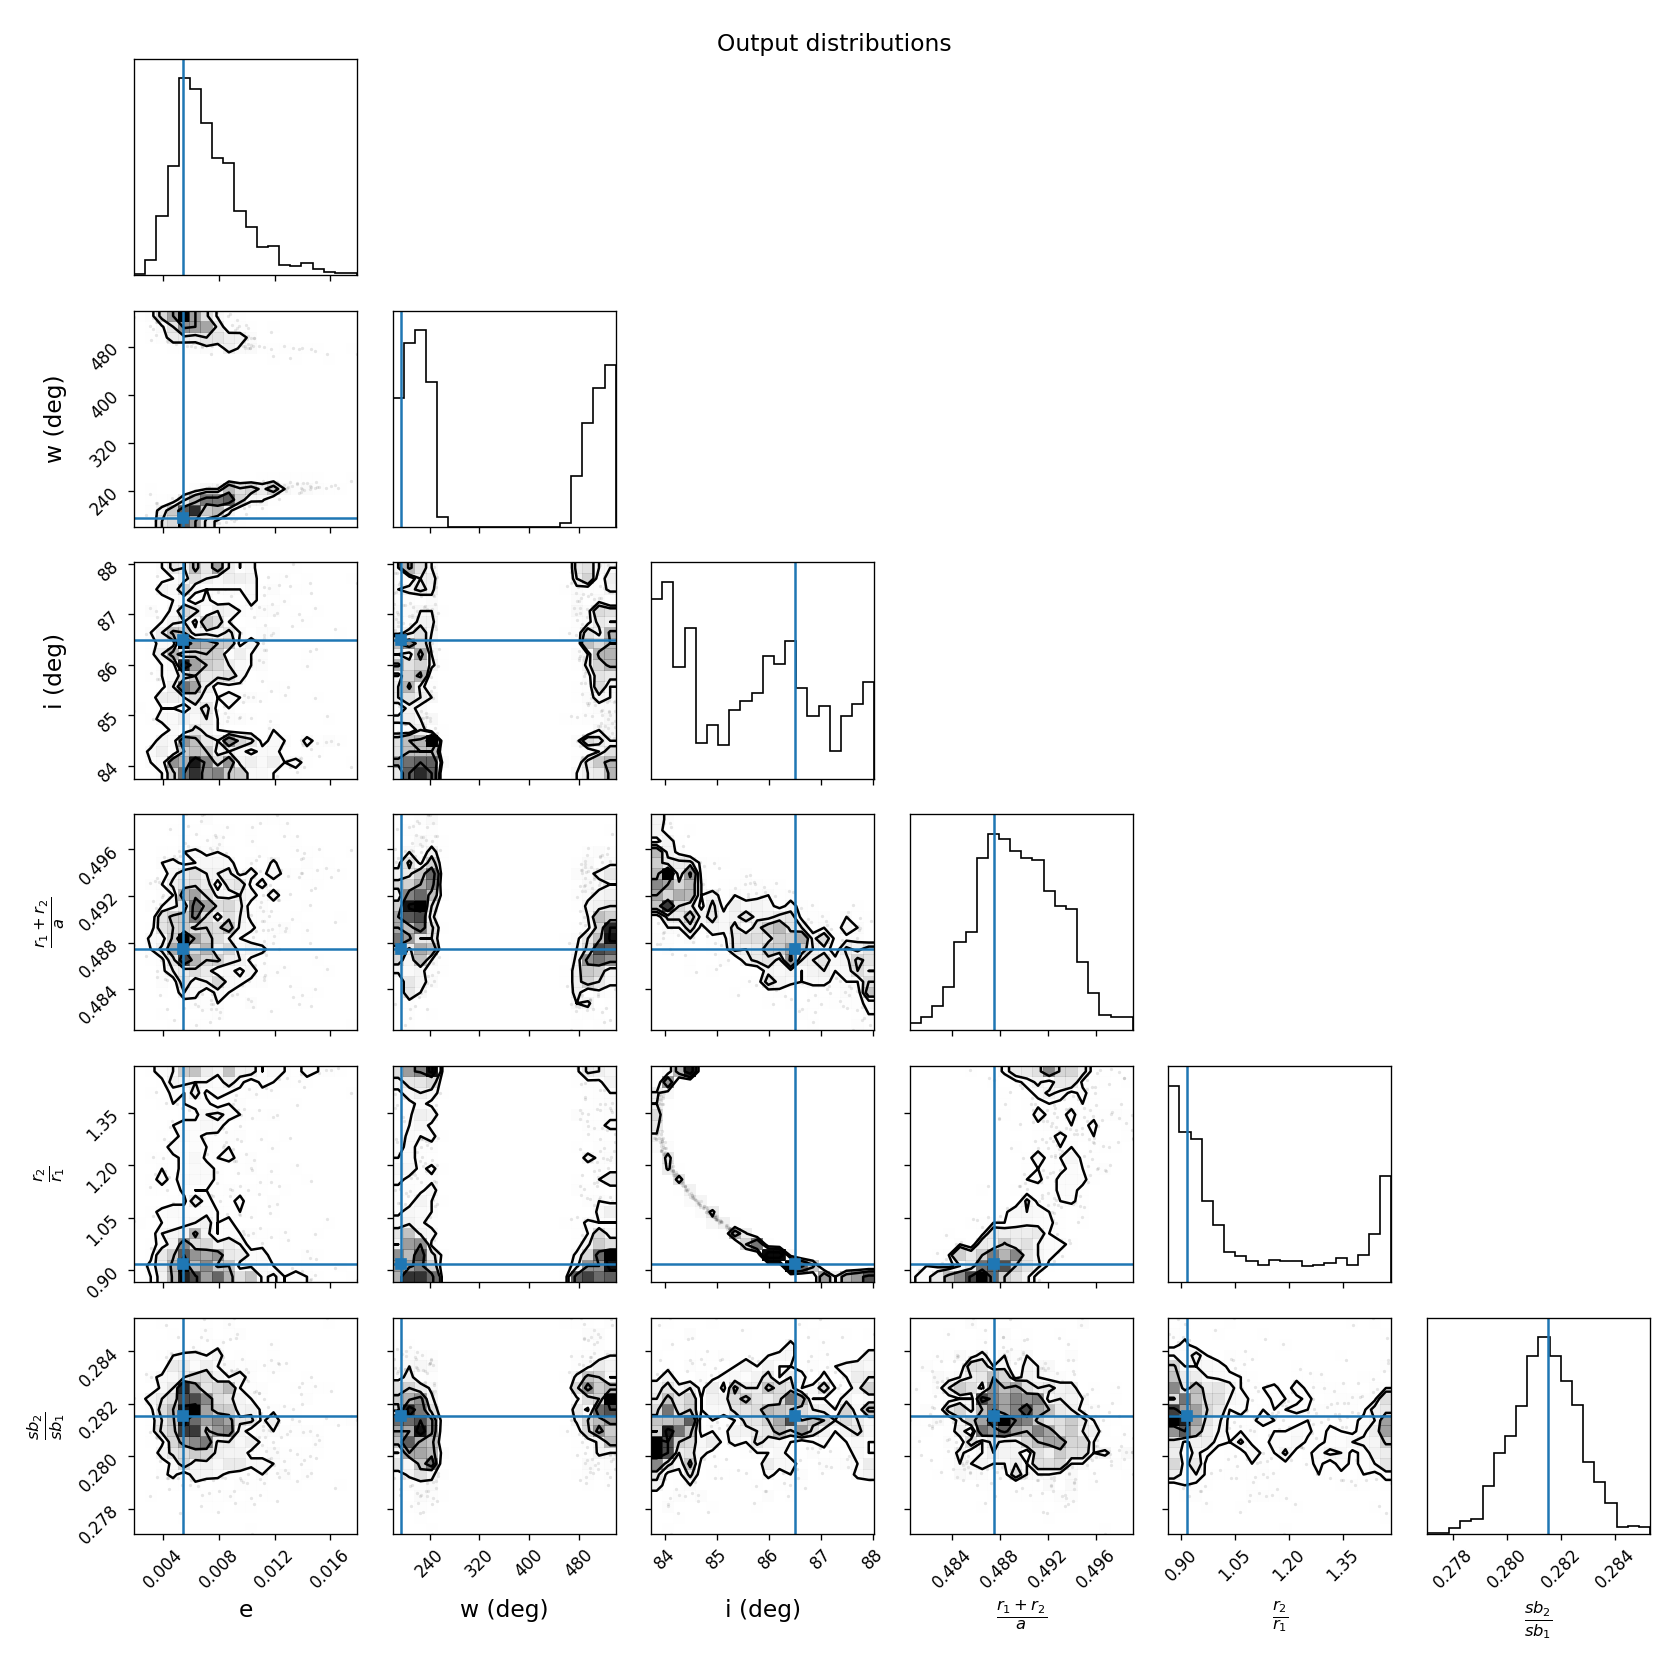 Output distributions
w (deg)
480
400
320
240
i (deg)
88
87
86
85
84
r₁ + r₂
a
0.496
0.492
0.488
0.484
r₂
r₁
1.35
1.20
1.05
0.90
sb₂
sb₁
0.284
0.282
0.280
0.278
0.004 0.008 0.012 0.016
e
240 320 400 480
w (deg)
84 85 86 87 88
i (deg)
0.484 0.488 0.492 0.496
r₁ + r₂
a
0.90 1.05 1.20 1.35
r₂
r₁
0.278 0.280 0.282 0.284
sb₂
sb₁